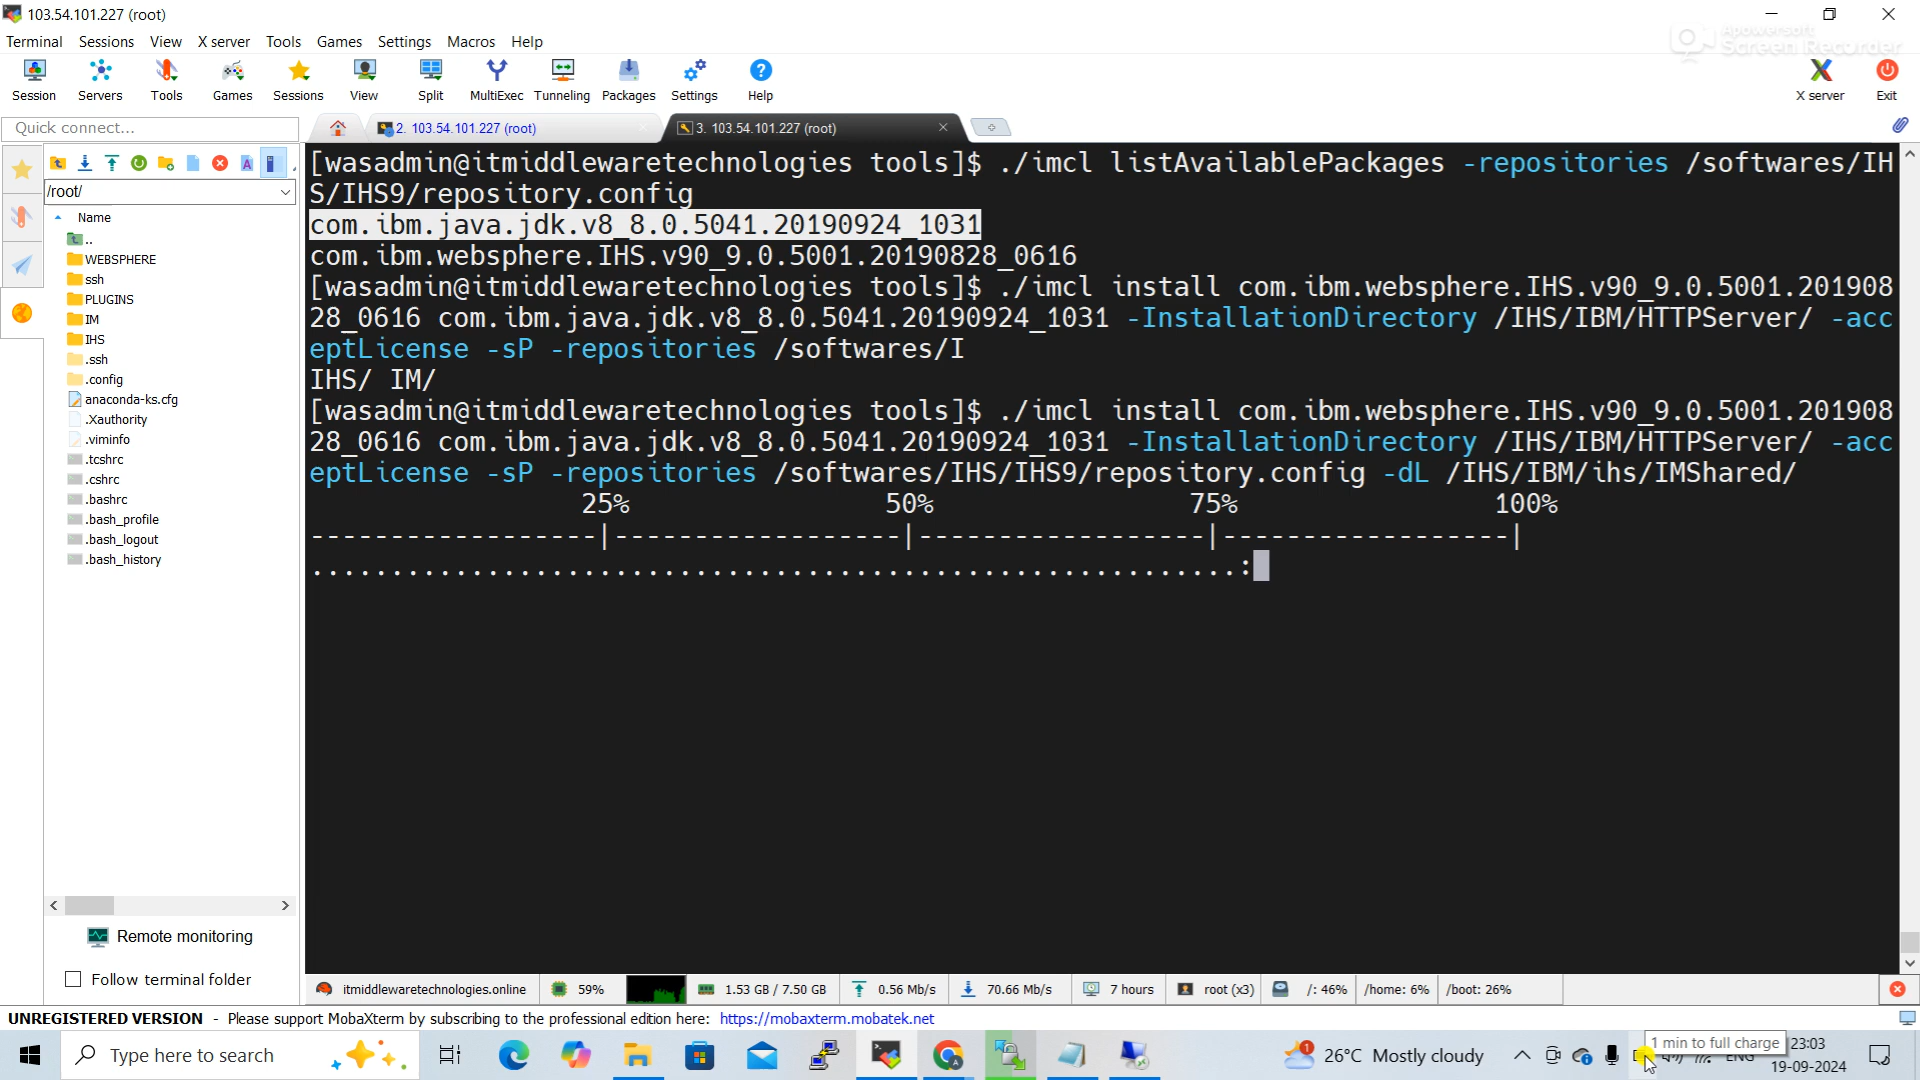 103.54.101.227 (root)
Apowersoft
Screen Recorder
Terminal Sessions View X server Tools Games Settings Macros Help
Session Servers Tools Games Sessions View Split MultiExec Tunneling Packages Settings Help X server Exit
Quick connect...
2. 103.54.101.227 (root)
3. 103.54.101.227 (root)
/root/
Name
..
WEBSPHERE
ssh
PLUGINS
IM
IHS
.ssh
.config
anaconda-ks.cfg
.Xauthority
.viminfo
.tcshrc
.cshrc
.bashrc
.bash_profile
.bash_logout
.bash_history
Remote monitoring
Follow terminal folder
[wasadmin@itmiddlewaretechnologies tools]$ ./imcl listAvailablePackages -repositories /softwares/IH
S/IHS9/repository.config
com.ibm.java.jdk.v8_8.0.5041.20190924_1031
com.ibm.websphere.IHS.v90_9.0.5001.20190828_0616
[wasadmin@itmiddlewaretechnologies tools]$ ./imcl install com.ibm.websphere.IHS.v90_9.0.5001.201908
28_0616 com.ibm.java.jdk.v8_8.0.5041.20190924_1031 -InstallationDirectory /IHS/IBM/HTTPServer/ -acc
eptLicense -sP -repositories /softwares/I
IHS/ IM/
[wasadmin@itmiddlewaretechnologies tools]$ ./imcl install com.ibm.websphere.IHS.v90_9.0.5001.201908
28_0616 com.ibm.java.jdk.v8_8.0.5041.20190924_1031 -InstallationDirectory /IHS/IBM/HTTPServer/ -acc
eptLicense -sP -repositories /softwares/IHS/IHS9/repository.config -dL /IHS/IBM/ihs/IMShared/
25% 50% 75% 100%
------------------|------------------|------------------|------------------|
..........................................................:
itmiddlewaretechnologies.online 59% 1.53 GB / 7.50 GB 0.56 Mb/s 70.66 Mb/s 7 hours root (x3) /: 46% /home: 6% /boot: 26%
UNREGISTERED VERSION - Please support MobaXterm by subscribing to the professional edition here: https://mobaxterm.mobatek.net
Type here to search
1
26°C Mostly cloudy
1 min to full charge
ENG
23:03
19-09-2024